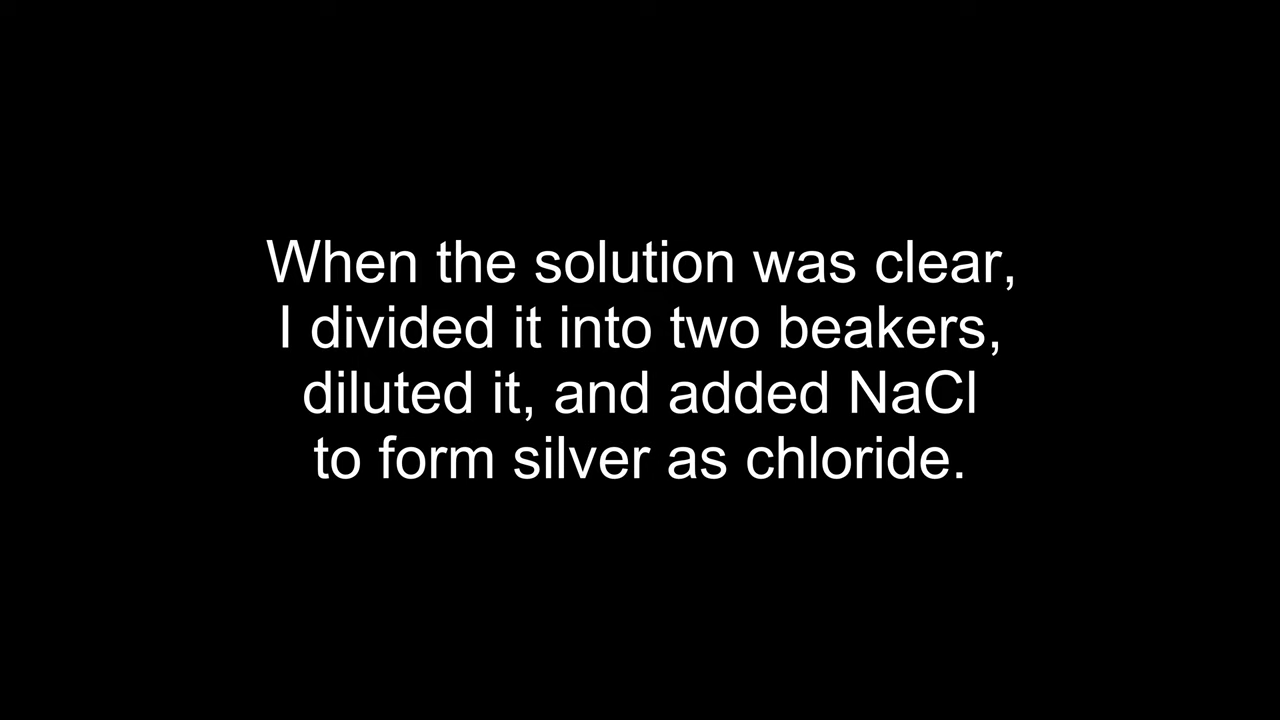 When the solution was clear,
I divided it into two beakers,
diluted it, and added NaCl
to form silver as chloride.